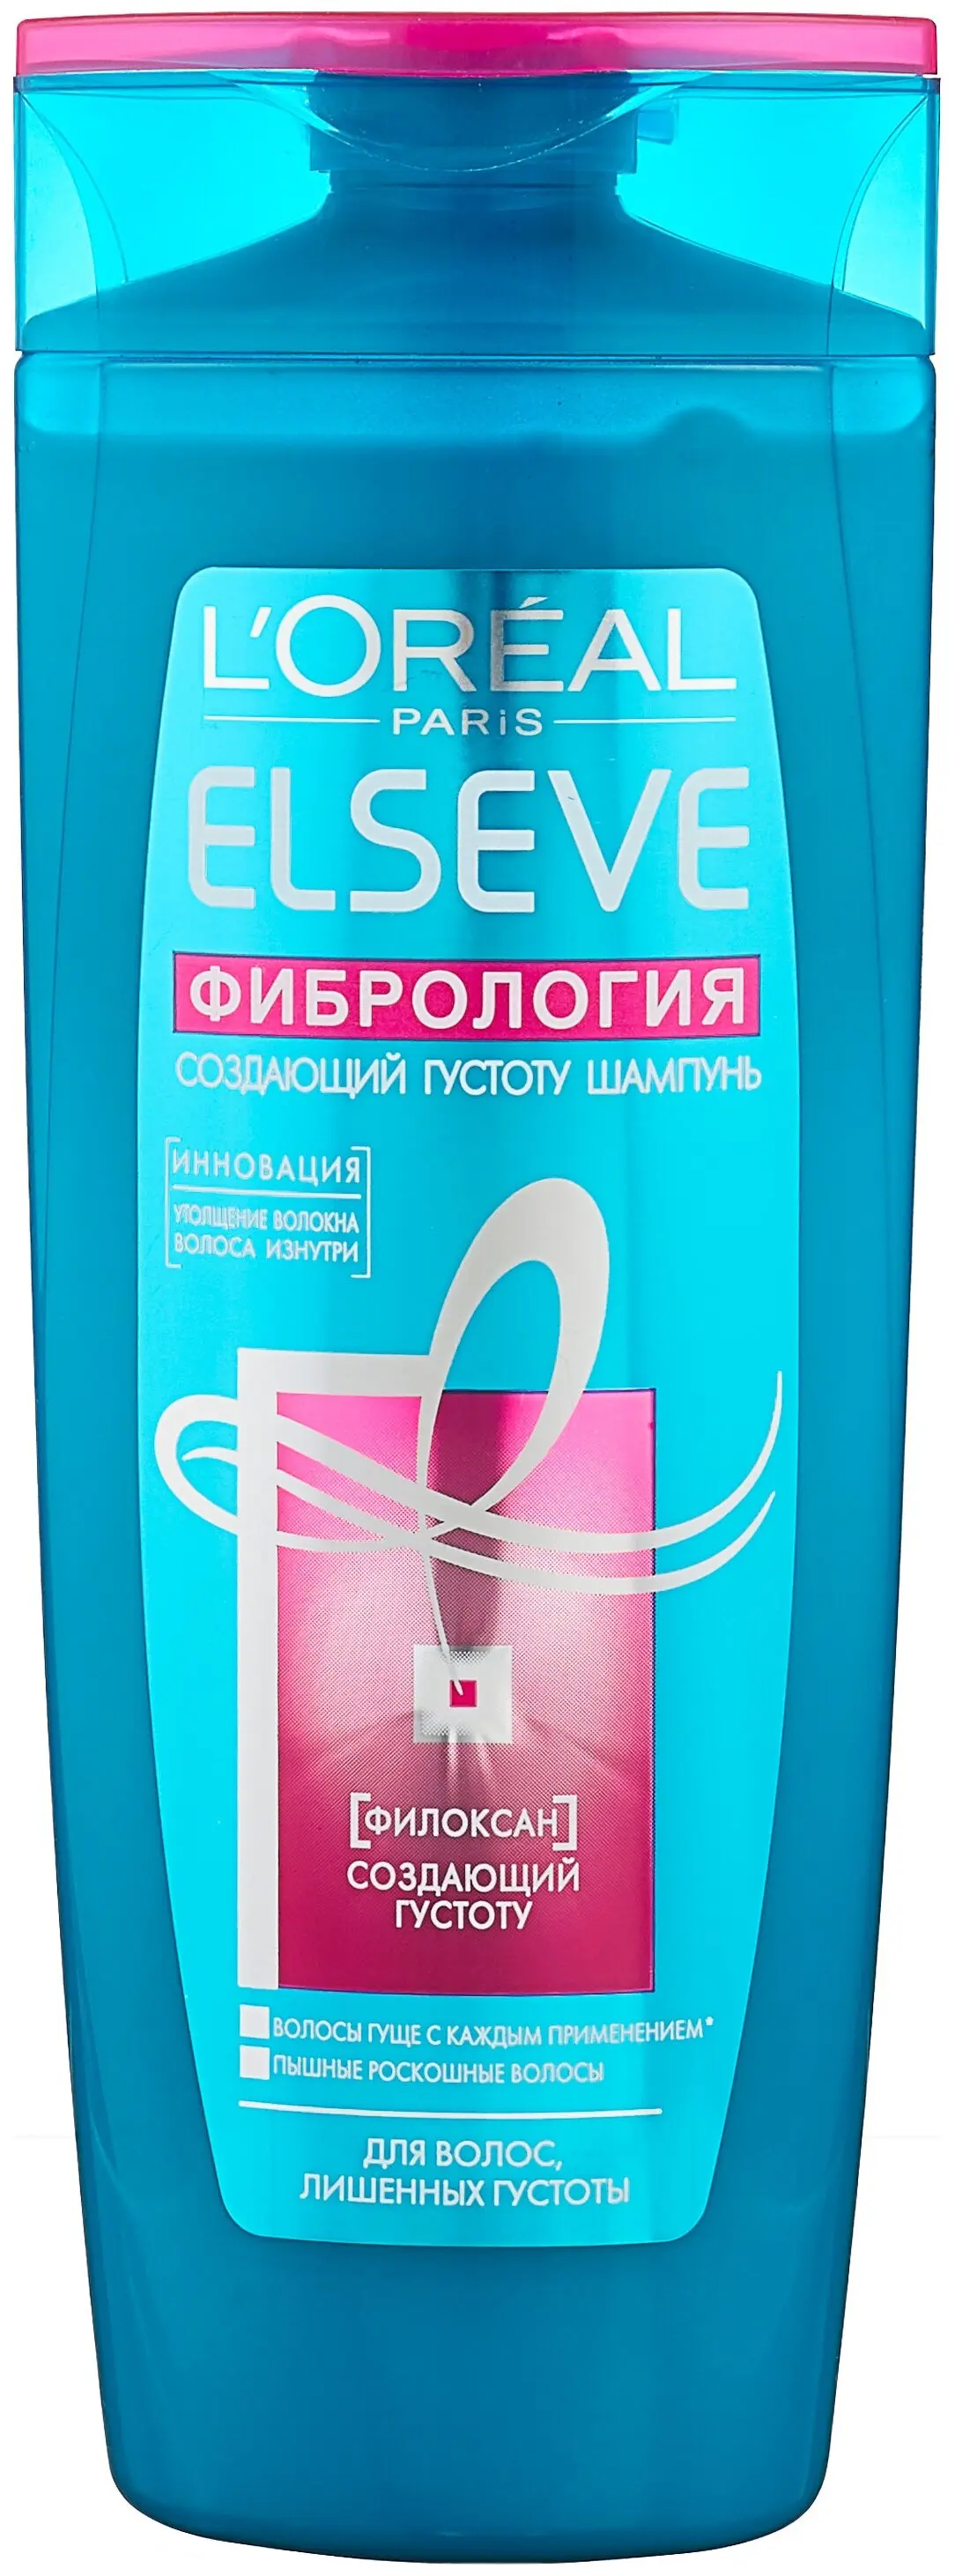 L'ORÉAL
PARiS
ELSEVE
ФИБРОЛОГИЯ
СОЗДАЮЩИЙ ГУСТОТУ ШАМПУНЬ
ИННОВАЦИЯ
УТОЛЩЕНИЕ ВОЛОКНА
ВОЛОСА ИЗНУТРИ
[ФИЛОКСАН]
СОЗДАЮЩИЙ
ГУСТОТУ
ВОЛОСЫ ГУЩЕ С КАЖДЫМ ПРИМЕНЕНИЕМ*
ПЫШНЫЕ РОСКОШНЫЕ ВОЛОСЫ
ДЛЯ ВОЛОС,
ЛИШЕННЫХ ГУСТОТЫ